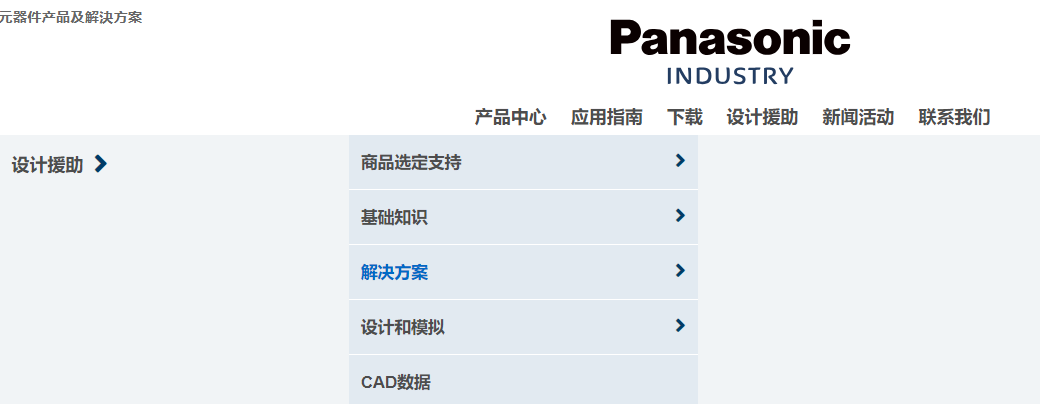 元器件产品及解決方案
Panasonic
INDUSTRY
产品中心 应用指南 下载 设计援助 新闻活动 联系我们
设计援助
商品选定支持
基础知识
解决方案
设计和模拟
CAD数据